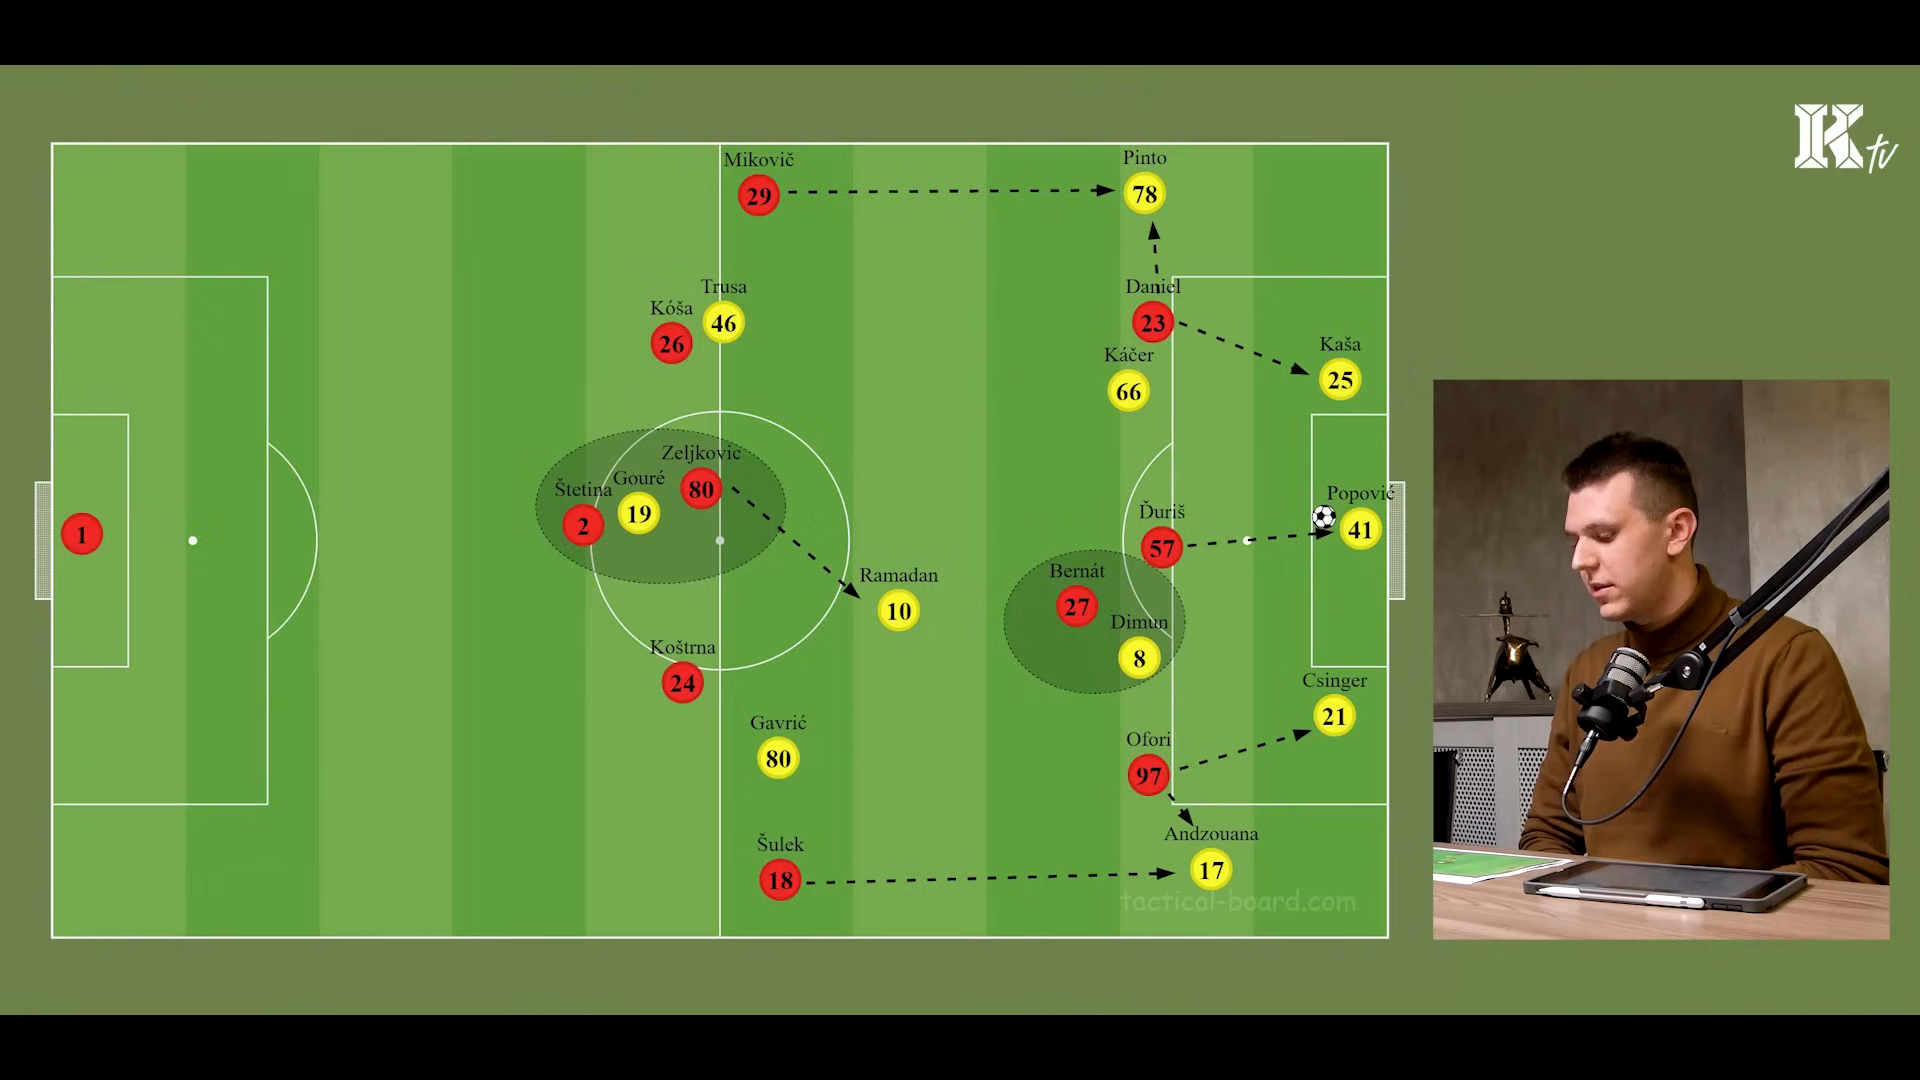 K tv
Mikovič
29
Pinto
78
Trusa
46
Kóša
26
Daniel
23
Káčer
66
Kaša
25
Zeljkovic
80
Gouré
19
Štetina
2
1
Popović
41
Ďuriš
57
Bernát
27
Ramadan
10
Dimun
8
Koštrna
24
Csinger
21
Gavrić
80
Ofori
97
Šulek
18
Andzouana
17
tactical-board.com